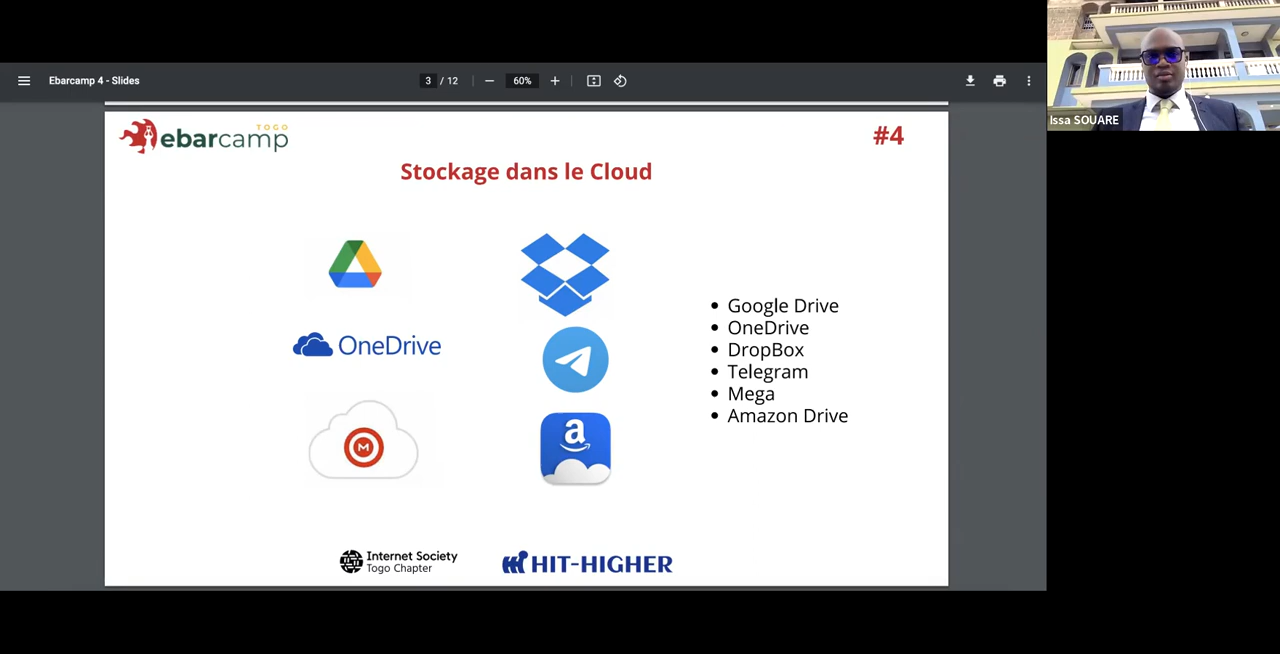 Ebarcamp 4 - Slides
3 / 12
60%
Issa SOUARE
TOGO
ebarcamp
#4
Stockage dans le Cloud
OneDrive
M
a
• Google Drive
• OneDrive
• DropBox
• Telegram
• Mega
• Amazon Drive
Internet Society
Togo Chapter
HIT-HIGHER